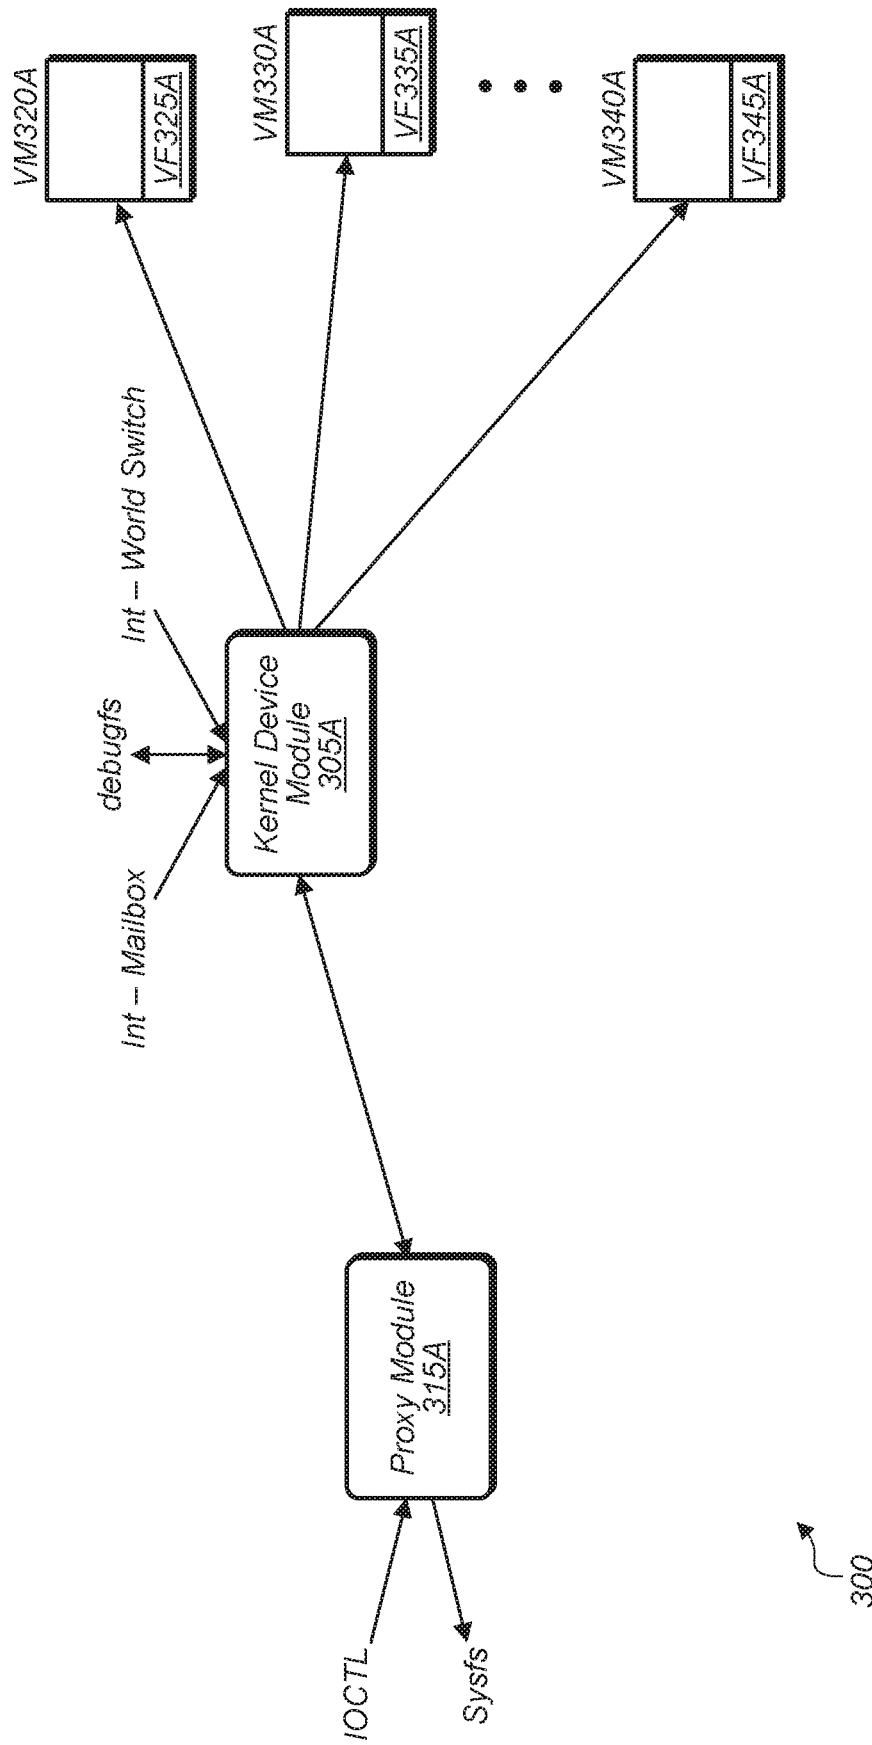 IOCTL
Sysfs
Proxy Module
315A
Int – Mailbox
debugfs
Int – World Switch
Kernel Device
Module
305A
VM320A
VF325A
VM330A
VF335A
VM340A
VF345A
300